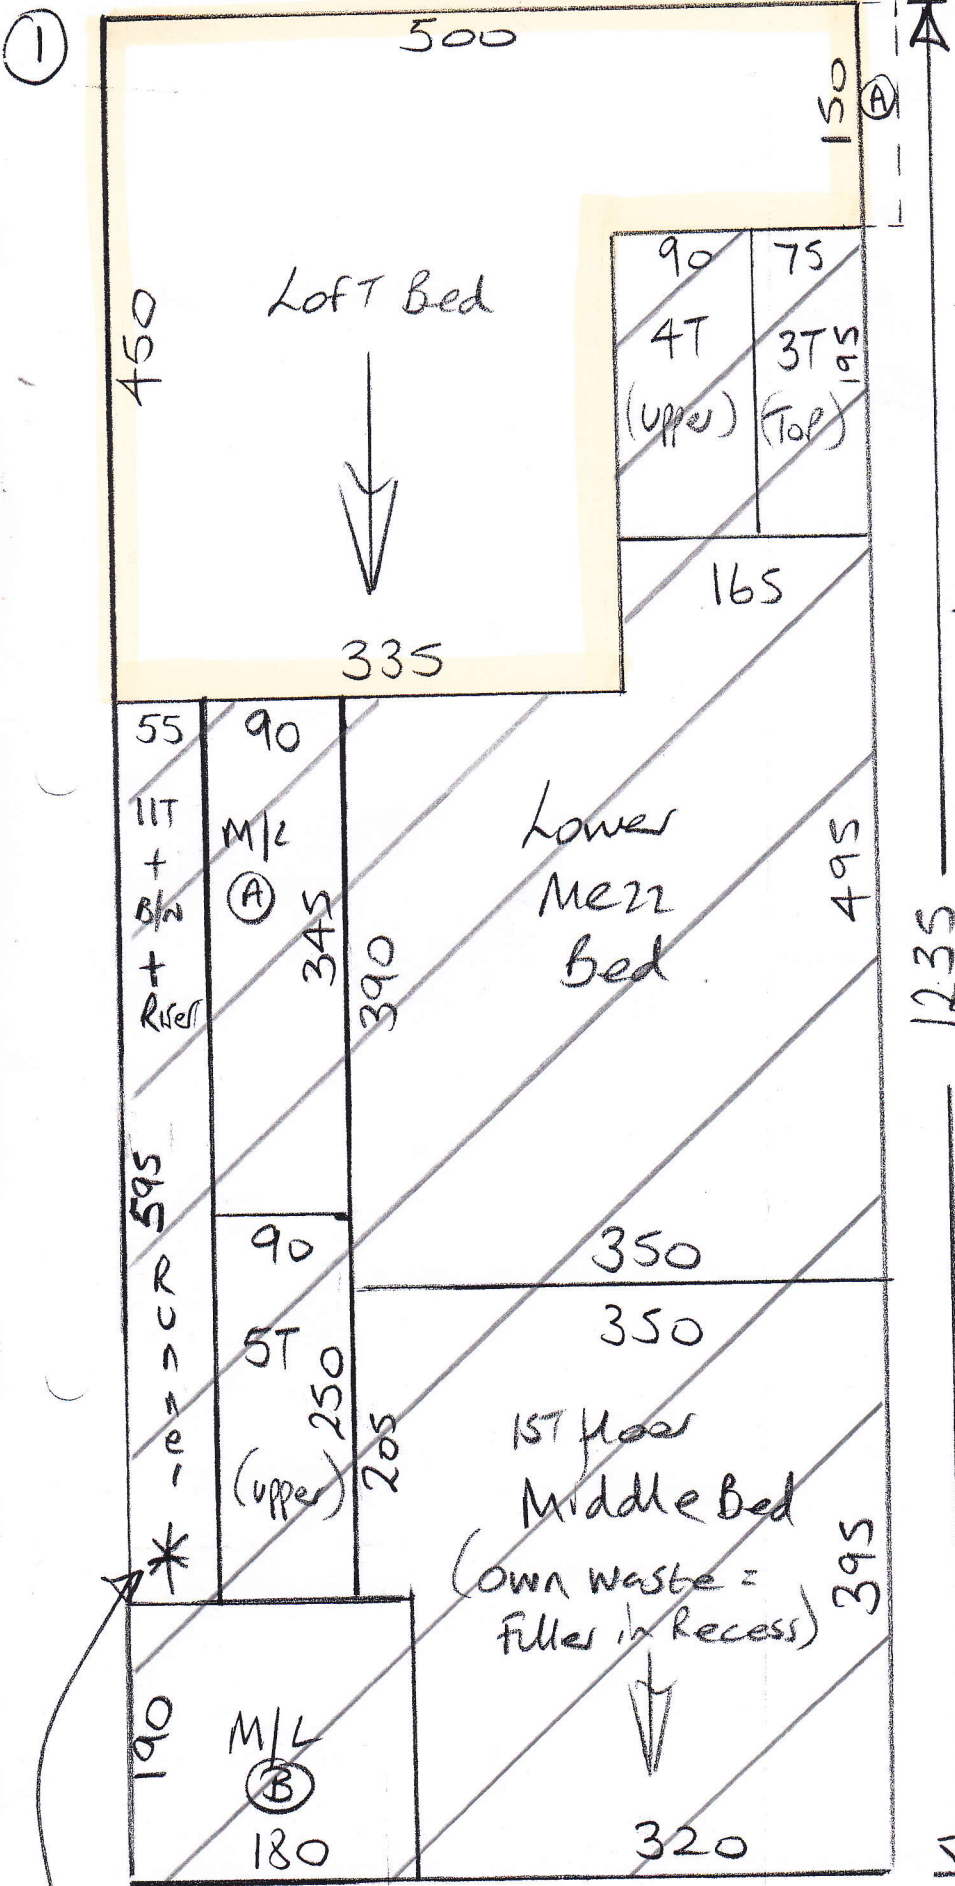 1
500
150
A
450
Loft Bed
90
75
4T
(upper)
3T
(Top)
195
165
335
55
90
11T
+
B/N
+
Riser
M/L
A
345
390
Lower
Mezz
Bed
495
1235
595
90
350
350
5T
(upper)
250
205
1ST floor
Middle Bed
(own waste =
Filler in Recess)
395
*
190
M/L
B
180
320